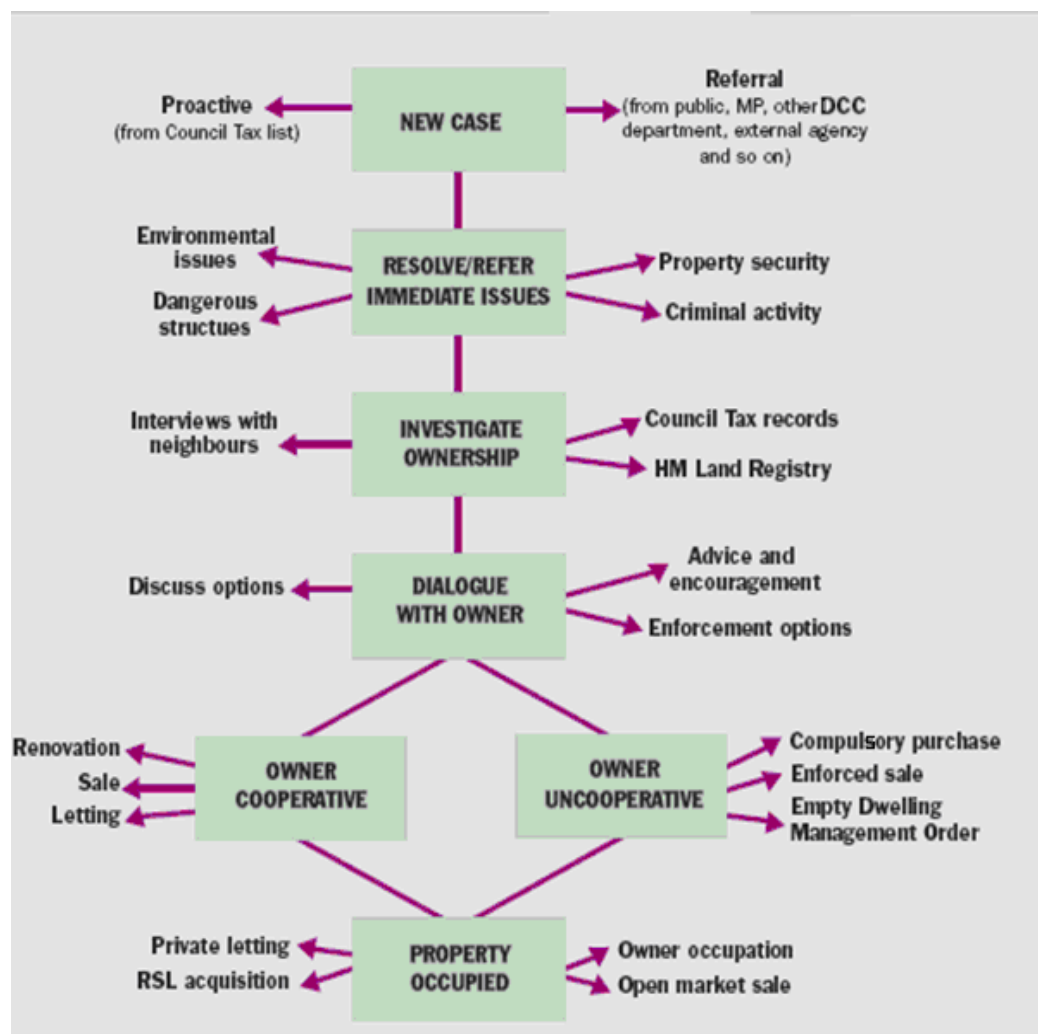 Proactive
(from Council Tax list)
NEW CASE
Referral
(from public, MP, other DCC
department, external agency
and so on)
Environmental
issues
Dangerous
structues
RESOLVE/REFER
IMMEDIATE ISSUES
Property security
Criminal activity
Interviews with
neighbours
INVESTIGATE
OWNERSHIP
Council Tax records
HM Land Registry
Discuss options
DIALOGUE
WITH OWNER
Advice and
encouragement
Enforcement options
Renovation
Sale
Letting
OWNER
COOPERATIVE
OWNER
UNCOOPERATIVE
Compulsory purchase
Enforced sale
Empty Dwelling
Management Order
Private letting
RSL acquisition
PROPERTY
OCCUPIED
Owner occupation
Open market sale